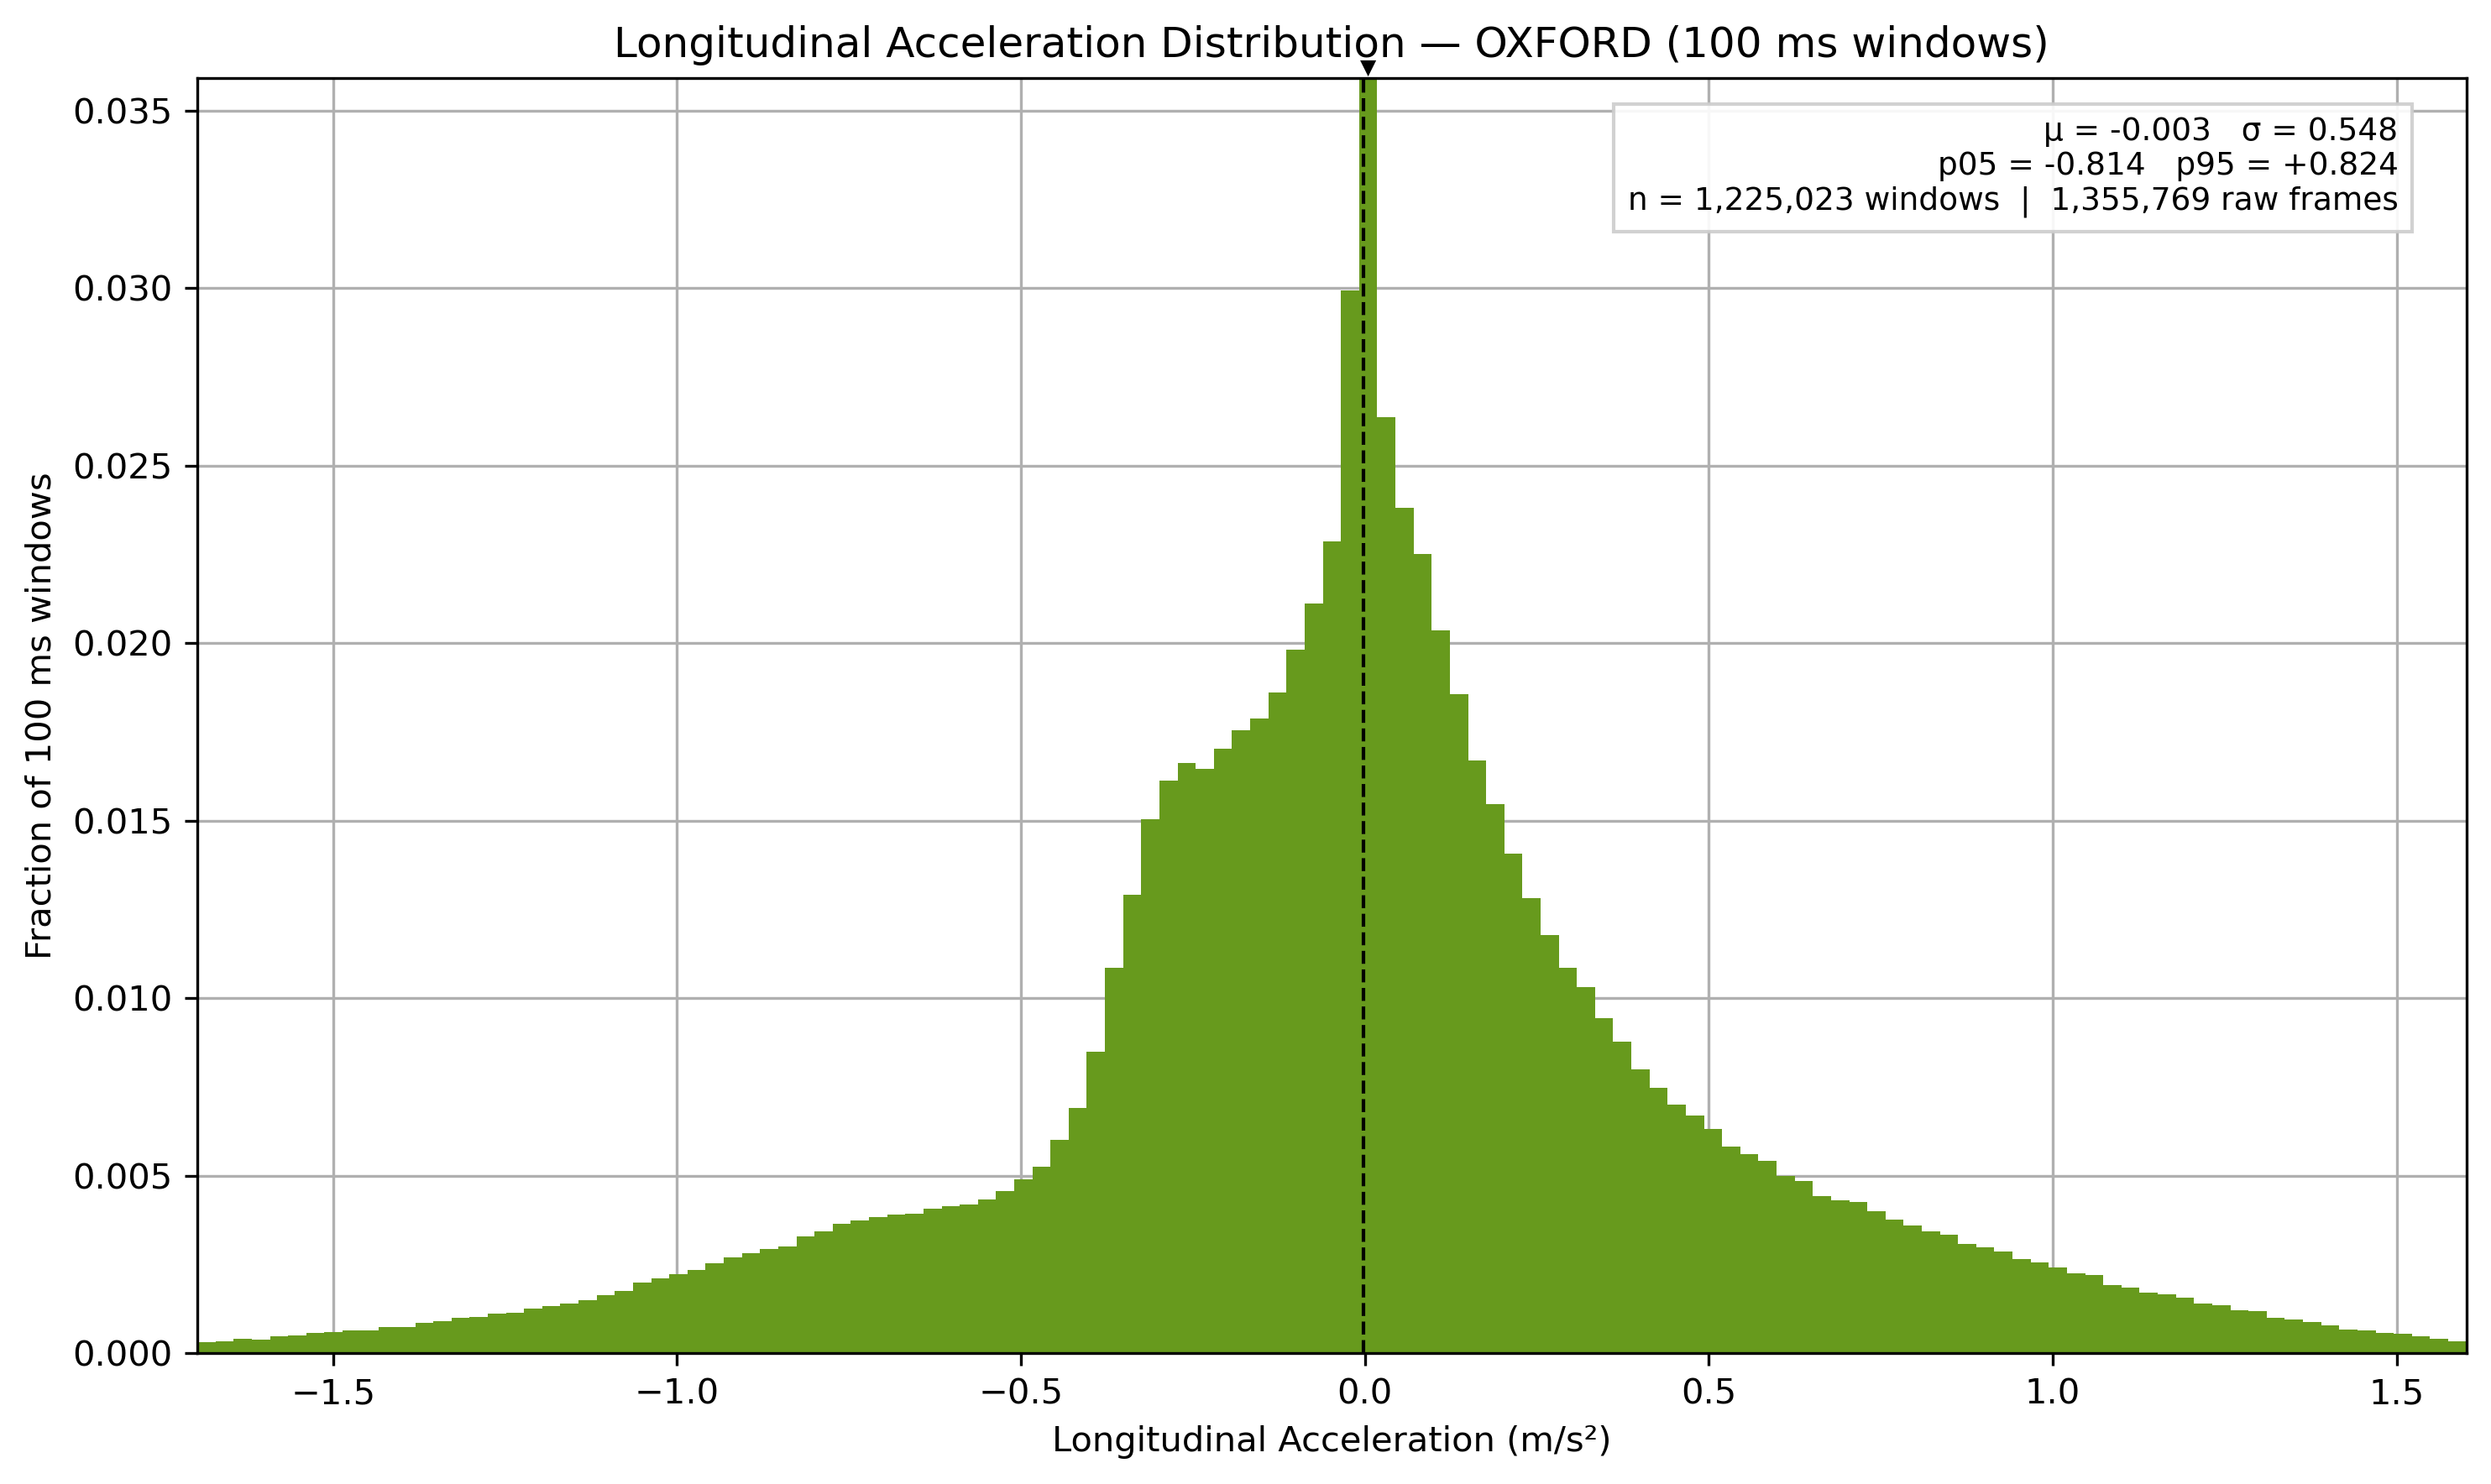 Longitudinal Acceleration Distribution — OXFORD (100 ms windows)
μ = -0.003   σ = 0.548
p05 = -0.814   p95 = +0.824
n = 1,225,023 windows  |  1,355,769 raw frames
Fraction of 100 ms windows
0.035
0.030
0.025
0.020
0.015
0.010
0.005
0.000
−1.5 −1.0 −0.5 0.0 0.5 1.0 1.5
Longitudinal Acceleration (m/s²)